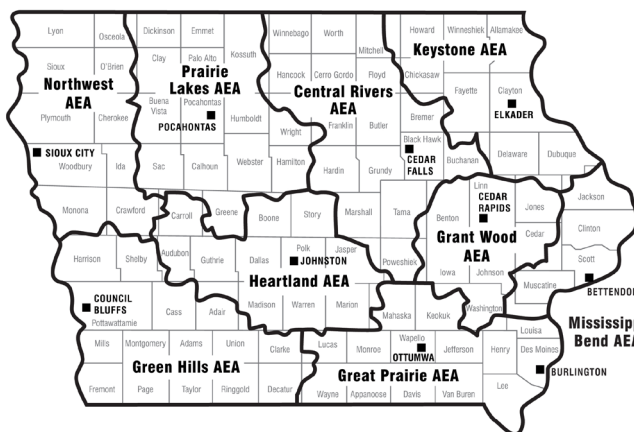 Lyon
Osceola
Dickinson
Emmet
Kossuth
Winnebago
Worth
Mitchell
Howard
Winneshiek
Allamakee
Keystone AEA
Sioux
O'Brien
Clay
Palo Alto
Hancock
Cerro Gordo
Floyd
Chickasaw
Northwest
AEA
Prairie
Lakes AEA
Central Rivers
AEA
Fayette
Clayton
ELKADER
Plymouth
Cherokee
Buena
Vista
Pocahontas
POCAHONTAS
Humboldt
Wright
Franklin
Butler
Bremer
Black Hawk
CEDAR
FALLS
Buchanan
Delaware
Dubuque
SIOUX CITY
Woodbury
Ida
Sac
Calhoun
Webster
Hamilton
Hardin
Grundy
Linn
CEDAR
RAPIDS
Jones
Jackson
Monona
Crawford
Carroll
Greene
Boone
Story
Marshall
Tama
Benton
Cedar
Clinton
Grant Wood
AEA
Harrison
Shelby
Audubon
Guthrie
Dallas
Polk
JOHNSTON
Jasper
Poweshiek
Iowa
Johnson
Scott
BETTENDOR
Muscatine
Heartland AEA
COUNCIL
BLUFFS
Pottawattamie
Cass
Adair
Madison
Warren
Marion
Mahaska
Keokuk
Washington
Louisa
Mississipp
Bend AEA
Mills
Montgomery
Adams
Union
Clarke
Lucas
Monroe
Wapello
OTTUMWA
Jefferson
Henry
Des Moines
BURLINGTON
Green Hills AEA
Great Prairie AEA
Lee
Fremont
Page
Taylor
Ringgold
Decatur
Wayne
Appanoose
Davis
Van Buren